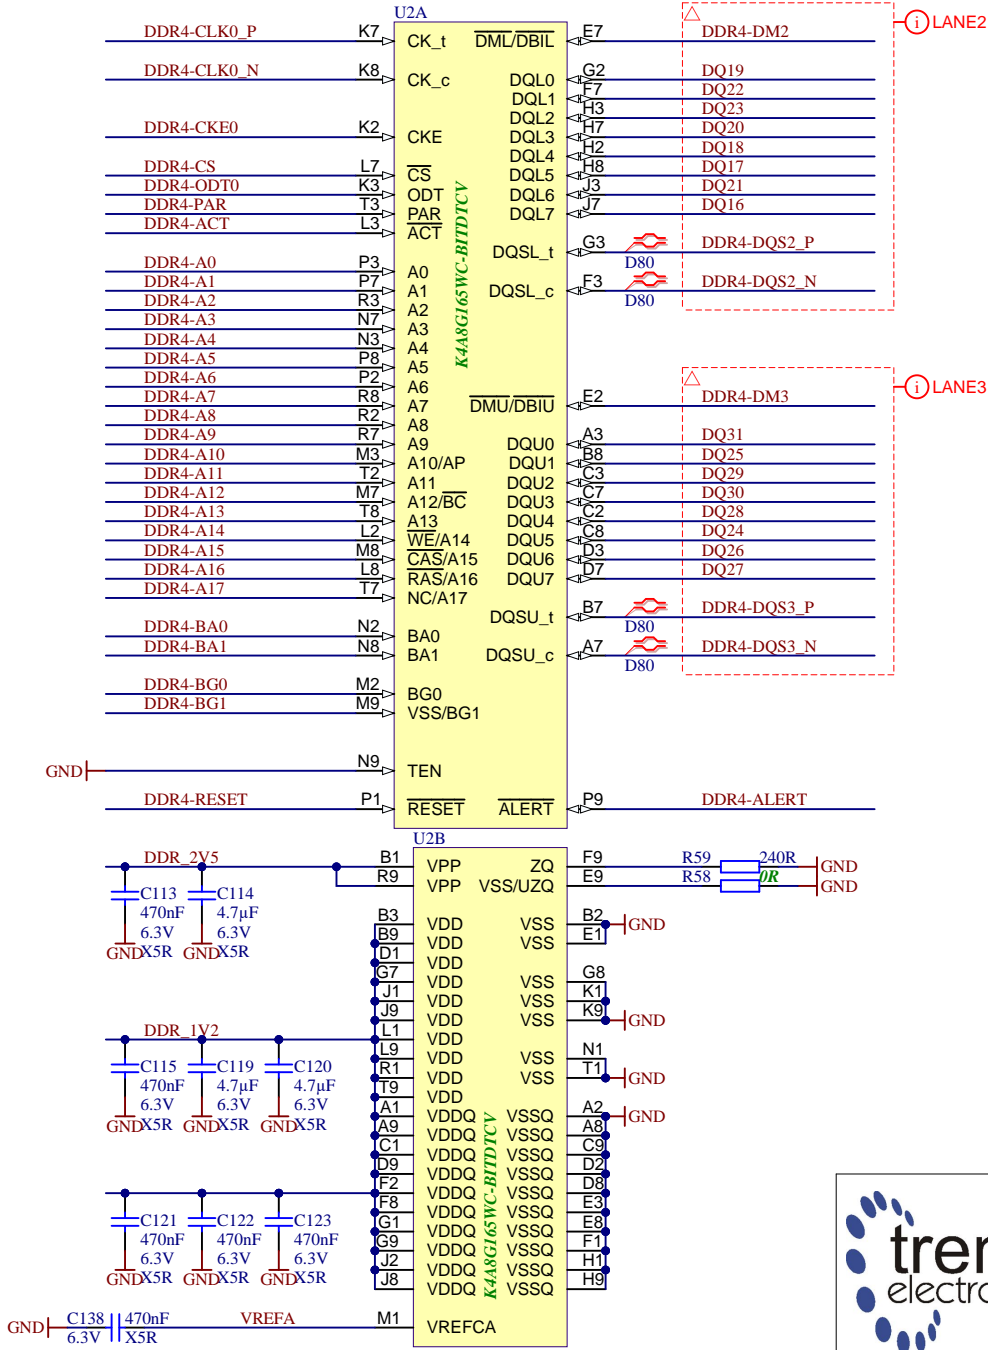 U2A
DDR4-CLK0_P K7 CK_t DML/DBIL E7 DDR4-DM2 i LANE2
DDR4-CLK0_N K8 CK_c DQL0 G2 DQ19
DQL1 F7 DQ22
DQL2 H3 DQ23
DDR4-CKE0 K2 CKE DQL3 H7 DQ20
DQL4 H2 DQ18
DDR4-CS L7 CS DQL5 H8 DQ17
DDR4-ODT0 K3 ODT DQL6 J3 DQ21
DDR4-PAR T3 PAR DQL7 J7 DQ16
DDR4-ACT L3 ACT
DQSL_t G3 D80 DDR4-DQS2_P
DDR4-A0 P3 A0
DDR4-A1 P7 A1 DQSL_c F3 D80 DDR4-DQS2_N
DDR4-A2 R3 A2
DDR4-A3 N7 A3
DDR4-A4 N3 A4
DDR4-A5 P8 A5
DDR4-A6 P2 A6
DDR4-A7 R8 A7 DMU/DBIU E2 DDR4-DM3 i LANE3
DDR4-A8 R2 A8
DDR4-A9 R7 A9 DQU0 A3 DQ31
DDR4-A10 M3 A10/AP DQU1 B8 DQ25
DDR4-A11 T2 A11 DQU2 C3 DQ29
DDR4-A12 M7 A12/BC DQU3 C7 DQ30
DDR4-A13 T8 A13 DQU4 C2 DQ28
DDR4-A14 L2 WE/A14 DQU5 C8 DQ24
DDR4-A15 M8 CAS/A15 DQU6 D3 DQ26
DDR4-A16 L8 RAS/A16 DQU7 D7 DQ27
DDR4-A17 T7 NC/A17
DQSU_t B7 D80 DDR4-DQS3_P
DDR4-BA0 N2 BA0
DDR4-BA1 N8 BA1 DQSU_c A7 D80 DDR4-DQS3_N
DDR4-BG0 M2 BG0
DDR4-BG1 M9 VSS/BG1
GND N9 TEN
DDR4-RESET P1 RESET ALERT P9 DDR4-ALERT
K4A8G165WC-BITDTCV
U2B
DDR_2V5 B1 VPP ZQ F9 R59 240R GND
R9 VPP VSS/UZQ E9 R58 0R GND
C113 C114
470nF 4.7µF
6.3V 6.3V
GND X5R GND X5R
B3 VDD VSS B2 GND
B9 VDD VSS E1
D1 VDD
G7 VDD VSS G8
J1 VDD VSS K1
J9 VDD VSS K9 GND
DDR_1V2 L1 VDD
L9 VDD VSS N1
R1 VDD VSS T1 GND
T9 VDD
C115 C119 C120
470nF 4.7µF 4.7µF
6.3V 6.3V 6.3V
GND X5R GND X5R GND X5R
A1 VDDQ VSSQ A2 GND
A9 VDDQ VSSQ A8
C1 VDDQ VSSQ C9
D9 VDDQ VSSQ D2
F2 VDDQ VSSQ D8
F8 VDDQ VSSQ E3
G1 VDDQ VSSQ E8
G9 VDDQ VSSQ F1
J2 VDDQ VSSQ H1
J8 VDDQ VSSQ H9
C121 C122 C123
470nF 470nF 470nF
6.3V 6.3V 6.3V
GND X5R GND X5R GND X5R
K4A8G165WC-BITDTCV
GND C138 470nF VREFA M1 VREFCA
6.3V X5R
tren
electro